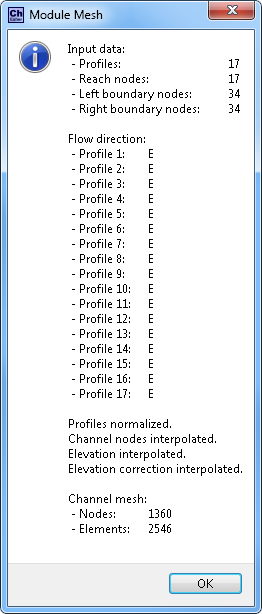 Module Mesh
Input data:
- Profiles: 17
- Reach nodes: 17
- Left boundary nodes: 34
- Right boundary nodes: 34
Flow direction:
- Profile 1: E
- Profile 2: E
- Profile 3: E
- Profile 4: E
- Profile 5: E
- Profile 6: E
- Profile 7: E
- Profile 8: E
- Profile 9: E
- Profile 10: E
- Profile 11: E
- Profile 12: E
- Profile 13: E
- Profile 14: E
- Profile 15: E
- Profile 16: E
- Profile 17: E
Profiles normalized.
Channel nodes interpolated.
Elevation interpolated.
Elevation correction interpolated.
Channel mesh:
- Nodes: 1360
- Elements: 2546
OK